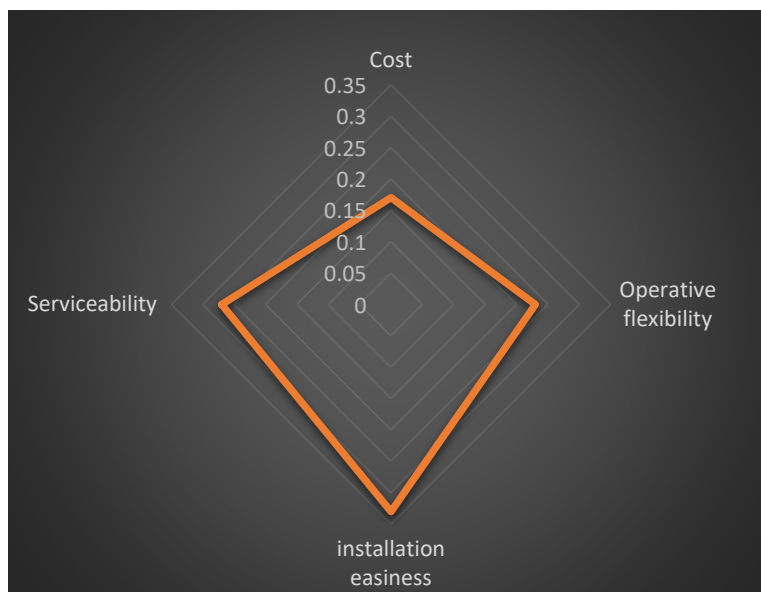 Cost
0.35
0.3
0.25
0.2
0.15
0.1
0.05
0
Serviceability
Operative
flexibility
installation
easiness